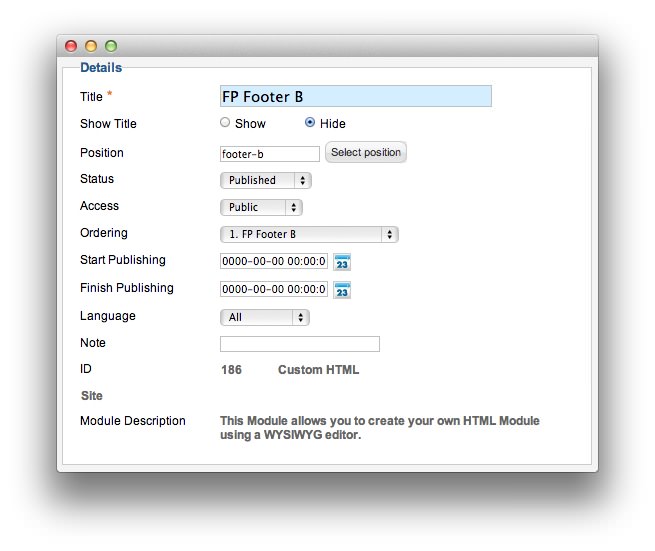 Details
Title * FP Footer B
Show Title Show Hide
Position footer-b Select position
Status Published
Access Public
Ordering 1. FP Footer B
Start Publishing 0000-00-00 00:00:0 23
Finish Publishing 0000-00-00 00:00:0 23
Language All
Note
ID 186 Custom HTML
Site
Module Description This Module allows you to create your own HTML Module
using a WYSIWYG editor.